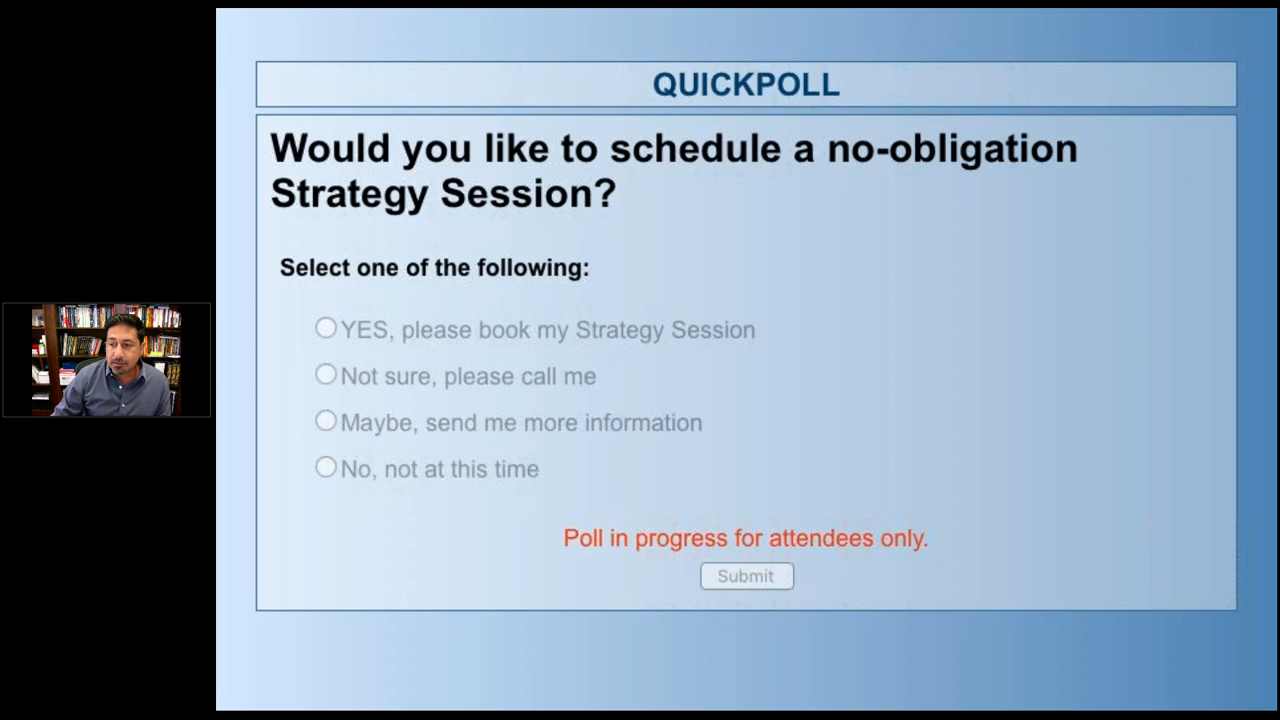 QUICKPOLL
Would you like to schedule a no-obligation
Strategy Session?
Select one of the following:
YES, please book my Strategy Session
Not sure, please call me
Maybe, send me more information
No, not at this time
Poll in progress for attendees only.
Submit